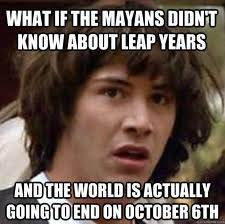 WHAT IF THE MAYANS DIDN'T
KNOW ABOUT LEAP YEARS
AND THE WORLD IS ACTUALLY
GOING TO END ON OCTOBER 6TH